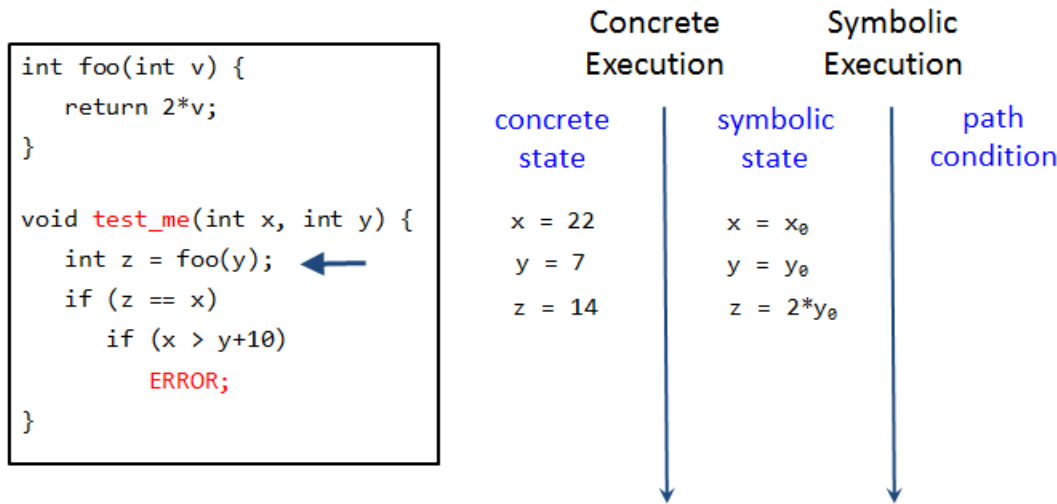 int foo(int v) {
return 2*v;
}
void test_me(int x, int y) {
int z = foo(y);
if (z == x)
if (x > y+10)
ERROR;
}
Concrete
Execution
Symbolic
Execution
concrete
state
symbolic
state
path
condition
x = 22
x = x₀
y = 7
y = y₀
z = 14
z = 2*y₀